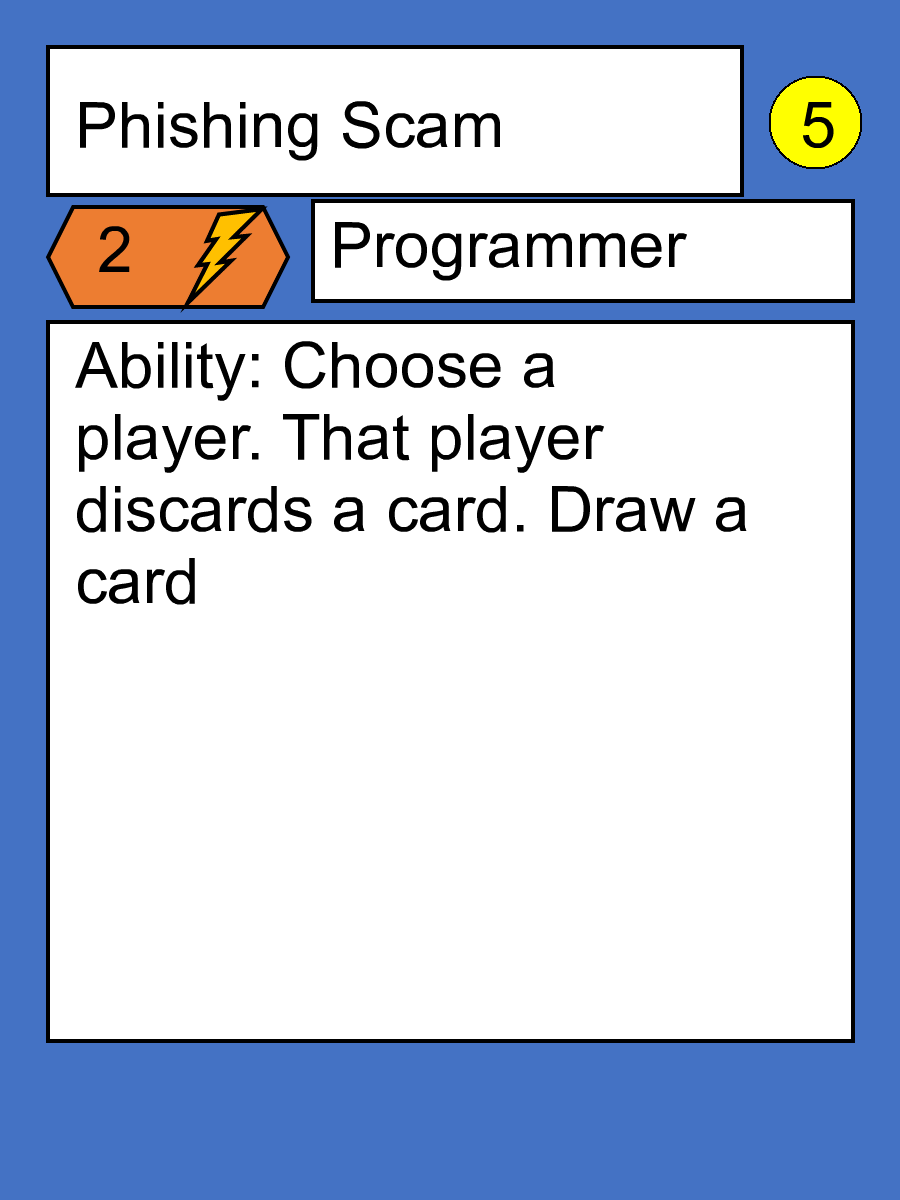 Phishing Scam
5
2
Programmer
Ability: Choose a
player. That player
discards a card. Draw a
card